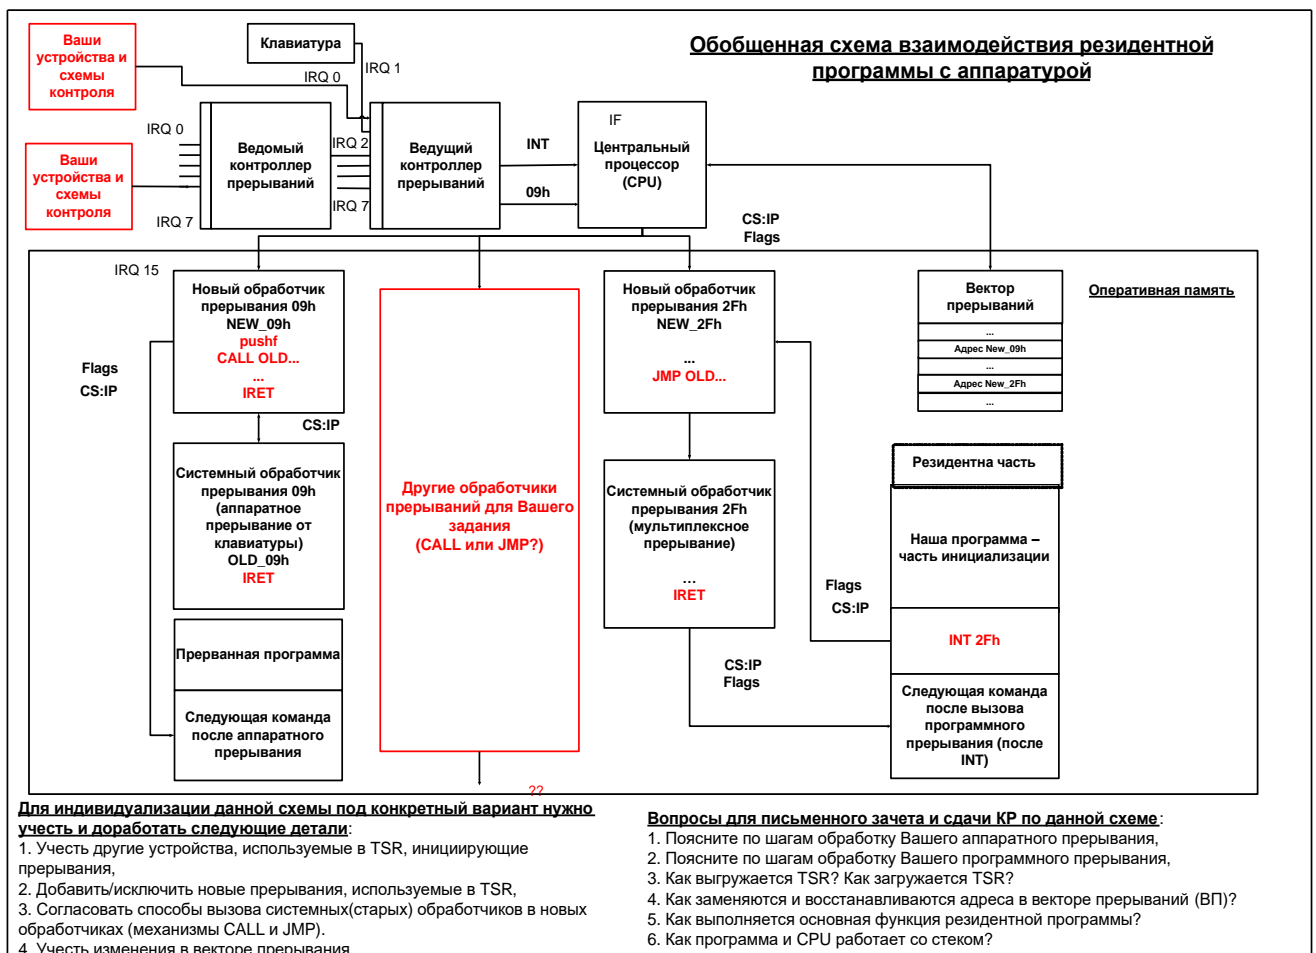 Обобщенная схема взаимодействия резидентной
программы с аппаратурой
Ваши
устройства и
схемы
контроля
Клавиатура
IRQ 0
IRQ 1
IRQ 0
Ваши
устройства и
схемы
контроля
IRQ 7
Ведомый
контроллер
прерываний
IRQ 2
IRQ 7
Ведущий
контроллер
прерываний
INT
09h
IF
Центральный
процессор
(CPU)
CS:IP
Flags
IRQ 15
Новый обработчик
прерывания 09h
NEW_09h
pushf
CALL OLD...
...
IRET
Flags
CS:IP
CS:IP
Системный обработчик
прерывания 09h
(аппаратное
прерывание от
клавиатуры)
OLD_09h
IRET
Прерванная программа
Следующая команда
после аппаратного
прерывания
Другие обработчики
прерываний для Вашего
задания
(CALL или JMP?)
??
Новый обработчик
прерывания 2Fh
NEW_2Fh
...
JMP OLD...
Системный обработчик
прерывания 2Fh
(мультиплексное
прерывание)
...
IRET
CS:IP
Flags
Flags
CS:IP
Вектор
прерываний
...
Адрес New_09h
...
Адрес New_2Fh
...
Оперативная память
Резидентна часть
Наша программа –
часть инициализации
INT 2Fh
Следующая команда
после вызова
программного
прерывания (после
INT)
Для индивидуализации данной схемы под конкретный вариант нужно
учесть и доработать следующие детали:
1. Учесть другие устройства, используемые в TSR, инициирующие
прерывания,
2. Добавить/исключить новые прерывания, используемые в TSR,
3. Согласовать способы вызова системных(старых) обработчиков в новых
обработчиках (механизмы CALL и JMP).
4. Учесть изменения в векторе прерывания
Вопросы для письменного зачета и сдачи КР по данной схеме:
1. Поясните по шагам обработку Вашего аппаратного прерывания,
2. Поясните по шагам обработку Вашего программного прерывания,
3. Как выгружается TSR? Как загружается TSR?
4. Как заменяются и восстанавливаются адреса в векторе прерываний (ВП)?
5. Как выполняется основная функция резидентной программы?
6. Как программа и CPU работает со стеком?